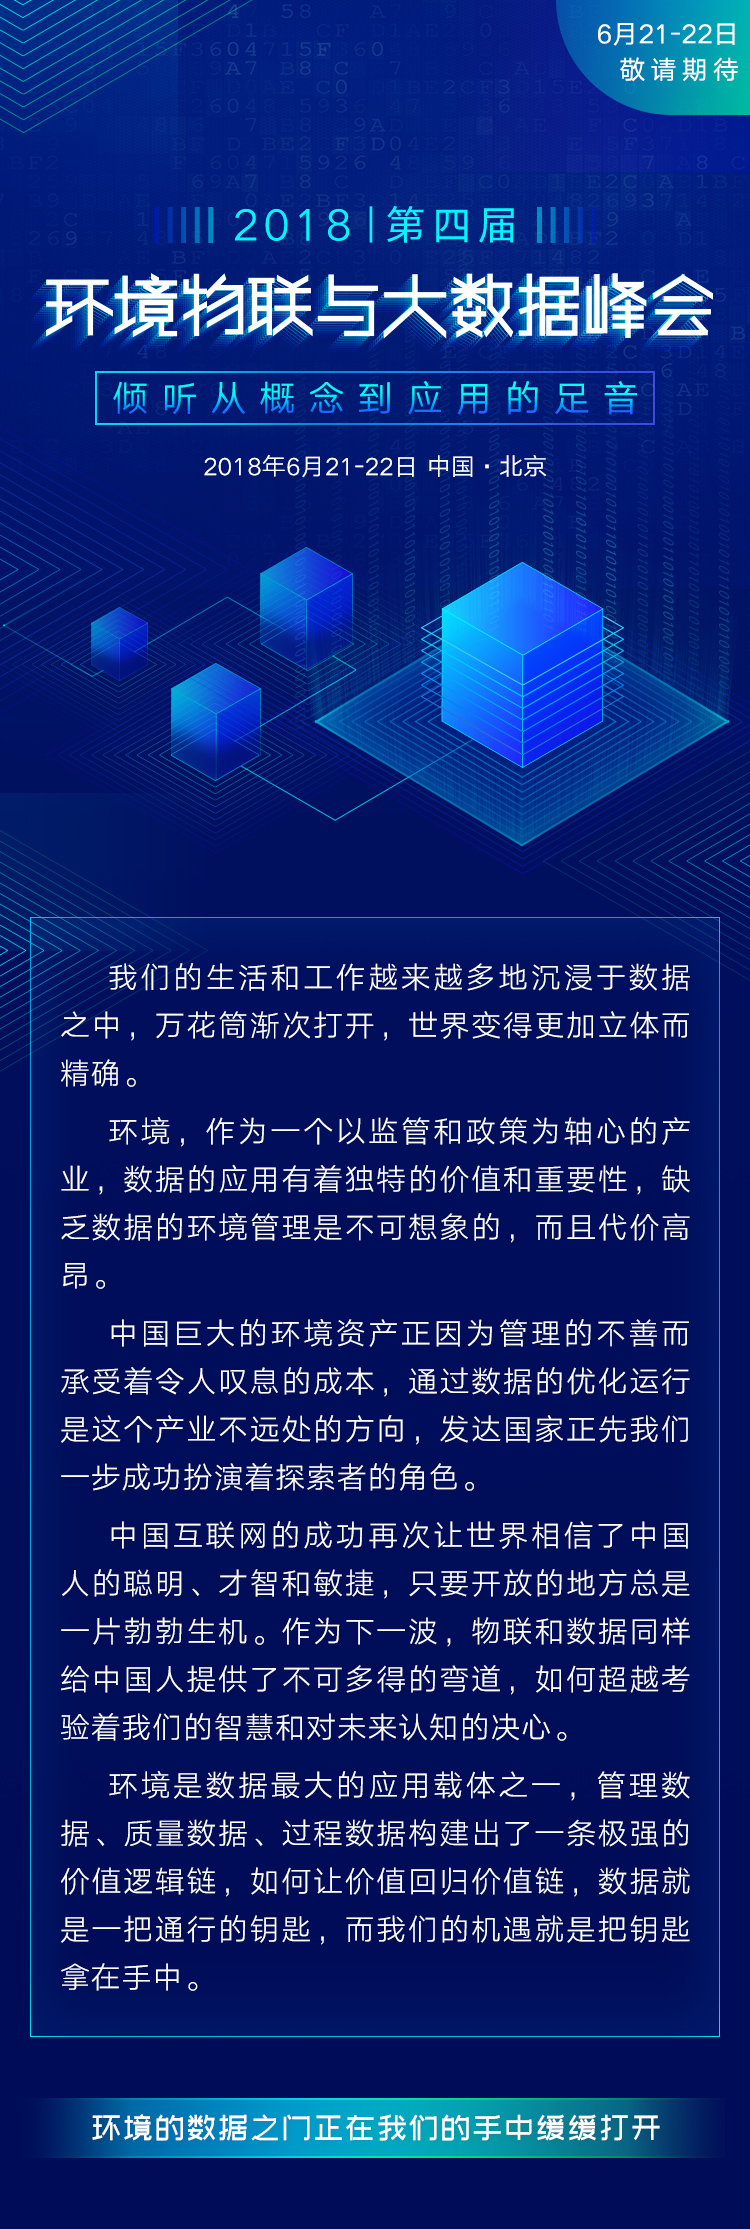 6月21-22日
敬请期待
2018|第四届
环境物联与大数据峰会
倾听从概念到应用的足音
2018年6月21-22日 中国·北京
我们的生活和工作越来越多地沉浸于数据
之中，万花筒渐次打开，世界变得更加立体而
精确。
环境，作为一个以监管和政策为轴心的产
业，数据的应用有着独特的价值和重要性，缺
乏数据的环境管理是不可想象的，而且代价高
昂。
中国巨大的环境资产正因为管理的不善而
承受着令人叹息的成本，通过数据的优化运行
是这个产业不远处的方向，发达国家正先我们
一步成功扮演着探索者的角色。
中国互联网的成功再次让世界相信了中国
人的聪明、才智和敏捷，只要开放的地方总是
一片勃勃生机。作为下一波，物联和数据同样
给中国人提供了不可多得的弯道，如何超越考
验着我们的智慧和对未来认知的决心。
环境是数据最大的应用载体之一，管理数
据、质量数据、过程数据构建出了一条极强的
价值逻辑链，如何让价值回归价值链，数据就
是一把通行的钥匙，而我们的机遇就是把钥匙
拿在手中。
环境的数据之门正在我们的手中缓缓打开